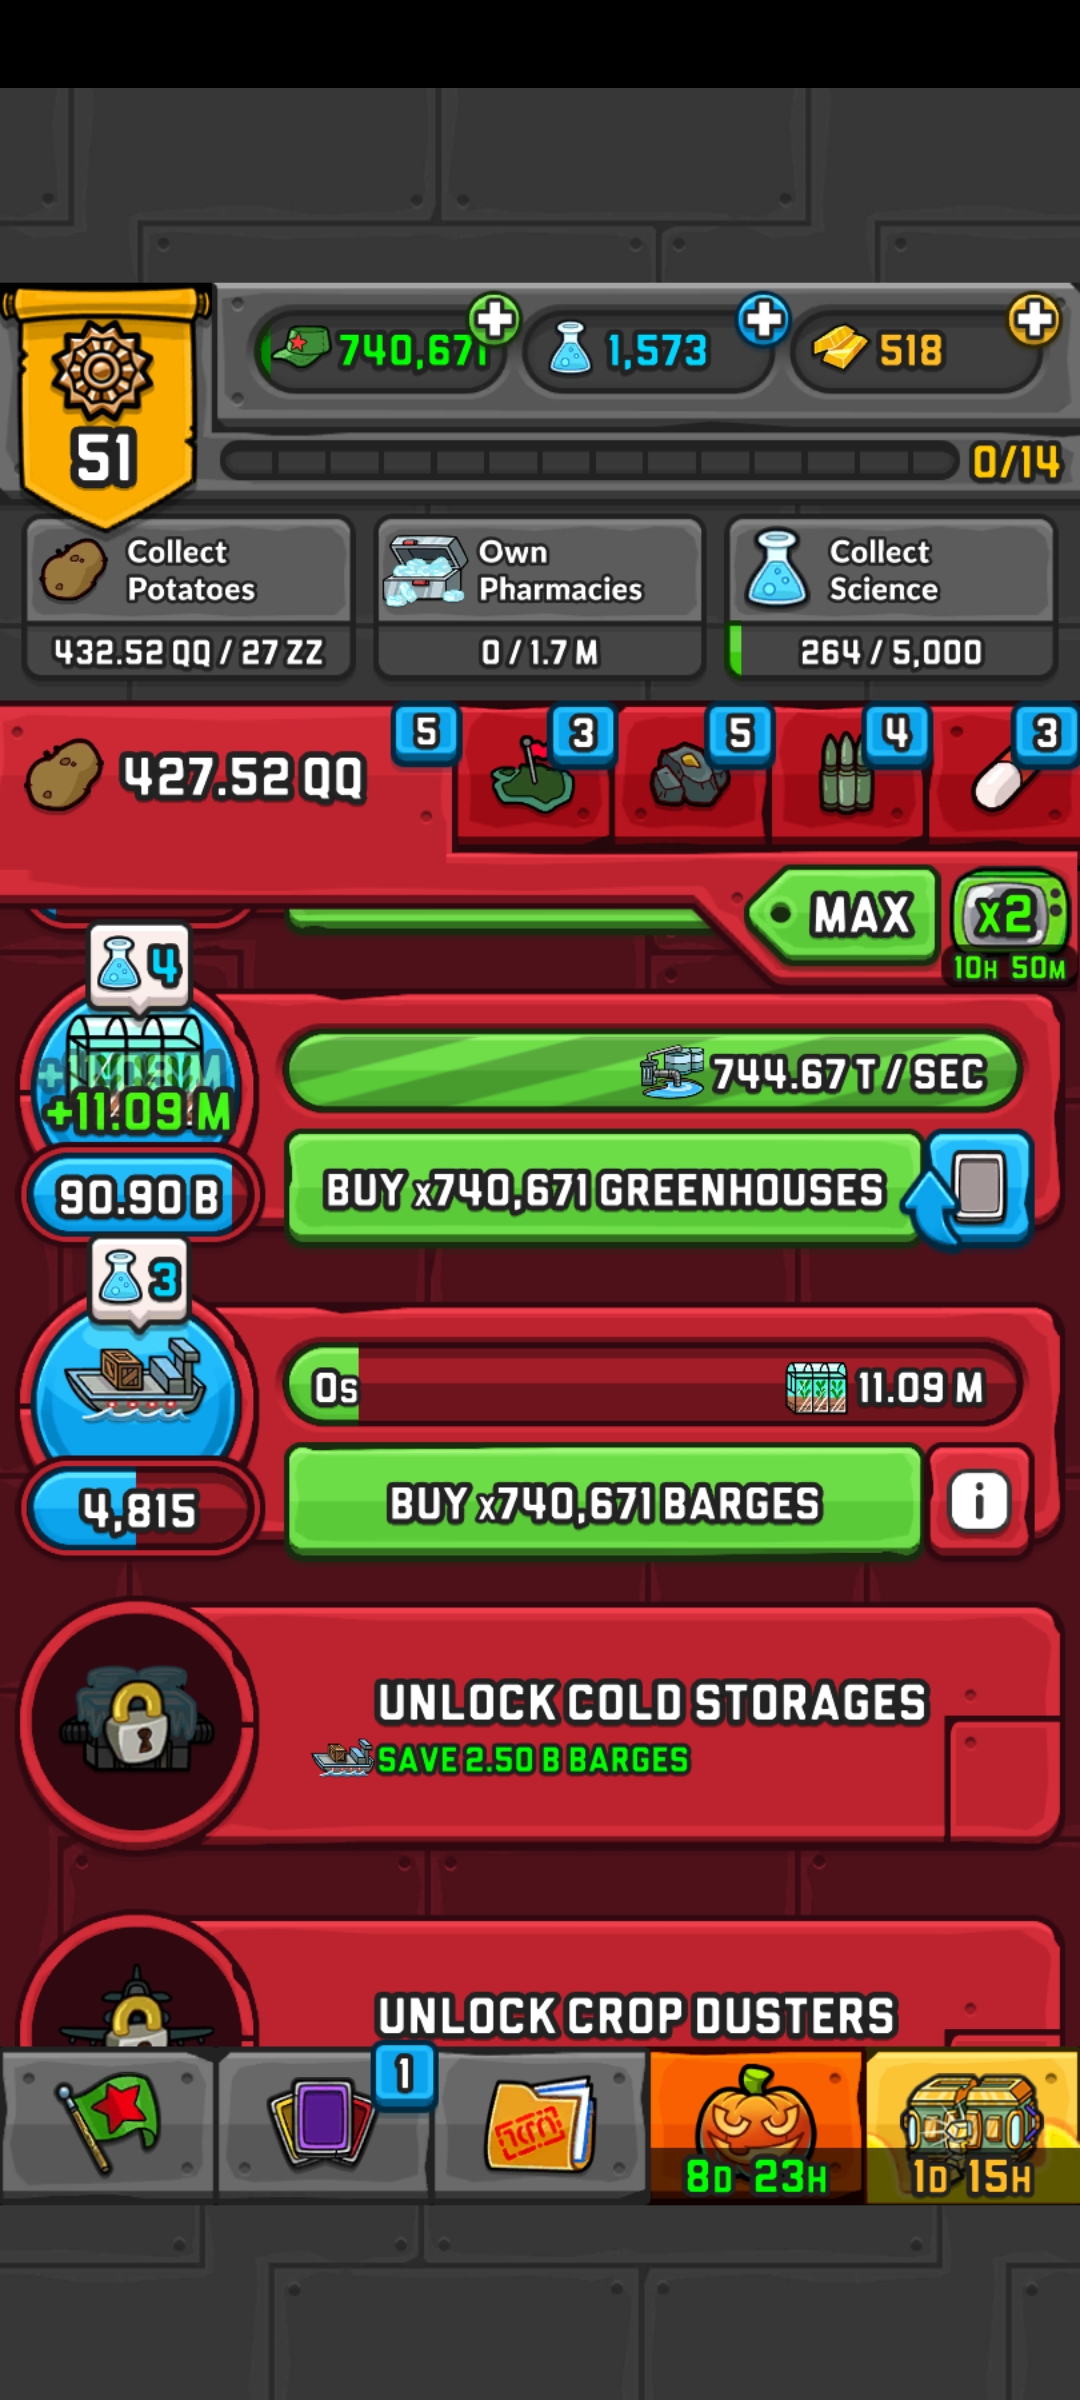 740,671
1,573
518
51
0/14
Collect
Potatoes
432.52 QQ / 27 ZZ
Own
Pharmacies
0 / 1.7 M
Collect
Science
264 / 5,000
427.52 QQ
5
3
5
4
3
MAX
x2
10H 50M
4
+11.09 M
744.67 T / SEC
90.90 B
BUY x740,671 GREENHOUSES
3
0s
11.09 M
4,815
BUY x740,671 BARGES
i
UNLOCK COLD STORAGES
SAVE 2.50 B BARGES
UNLOCK CROP DUSTERS
1
8D 23H
1D 15H